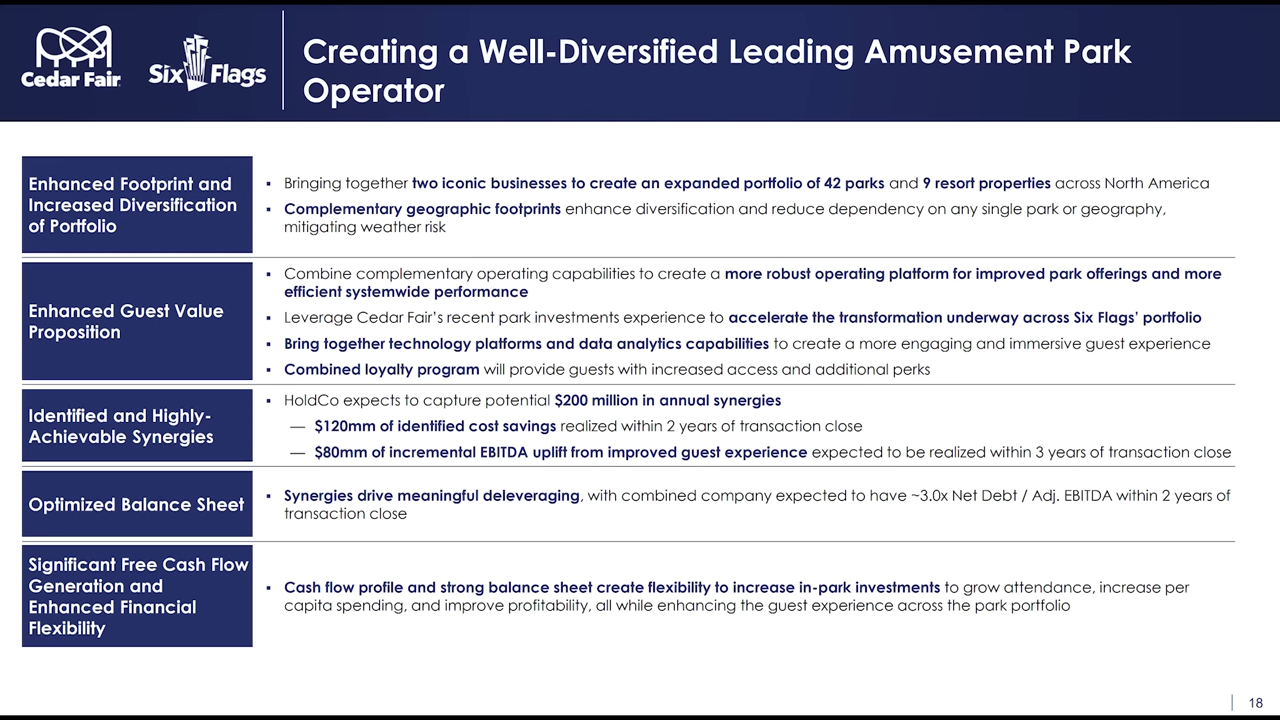 Cedar Fair
Six Flags
Creating a Well-Diversified Leading Amusement Park
Operator
Enhanced Footprint and
Increased Diversification
of Portfolio
▪ Bringing together two iconic businesses to create an expanded portfolio of 42 parks and 9 resort properties across North America
▪ Complementary geographic footprints enhance diversification and reduce dependency on any single park or geography,
mitigating weather risk
Enhanced Guest Value
Proposition
▪ Combine complementary operating capabilities to create a more robust operating platform for improved park offerings and more
efficient systemwide performance
▪ Leverage Cedar Fair’s recent park investments experience to accelerate the transformation underway across Six Flags’ portfolio
▪ Bring together technology platforms and data analytics capabilities to create a more engaging and immersive guest experience
▪ Combined loyalty program will provide guests with increased access and additional perks
Identified and Highly-
Achievable Synergies
▪ HoldCo expects to capture potential $200 million in annual synergies
— $120mm of identified cost savings realized within 2 years of transaction close
— $80mm of incremental EBITDA uplift from improved guest experience expected to be realized within 3 years of transaction close
Optimized Balance Sheet
▪ Synergies drive meaningful deleveraging, with combined company expected to have ~3.0x Net Debt / Adj. EBITDA within 2 years of
transaction close
Significant Free Cash Flow
Generation and
Enhanced Financial
Flexibility
▪ Cash flow profile and strong balance sheet create flexibility to increase in-park investments to grow attendance, increase per
capita spending, and improve profitability, all while enhancing the guest experience across the park portfolio
18